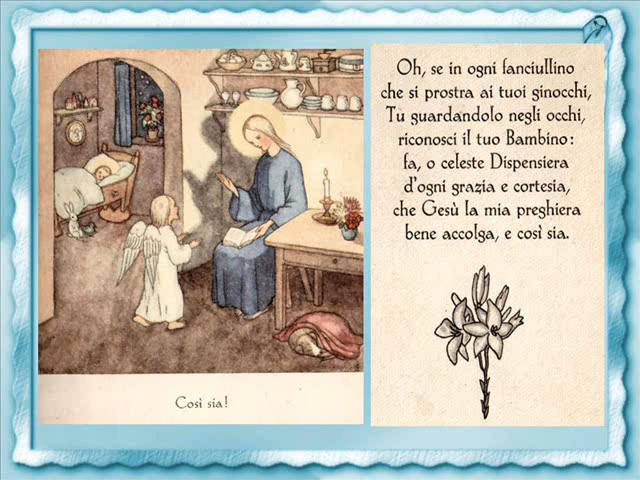 Così sia!
Oh, se in ogni fanciullino
che si prostra ai tuoi ginocchi,
Tu guardandolo negli occhi,
riconosci il tuo Bambino:
fa, o celeste Dispensiera
d'ogni grazia e cortesia,
che Gesù la mia preghiera
bene accolga, e così sia.